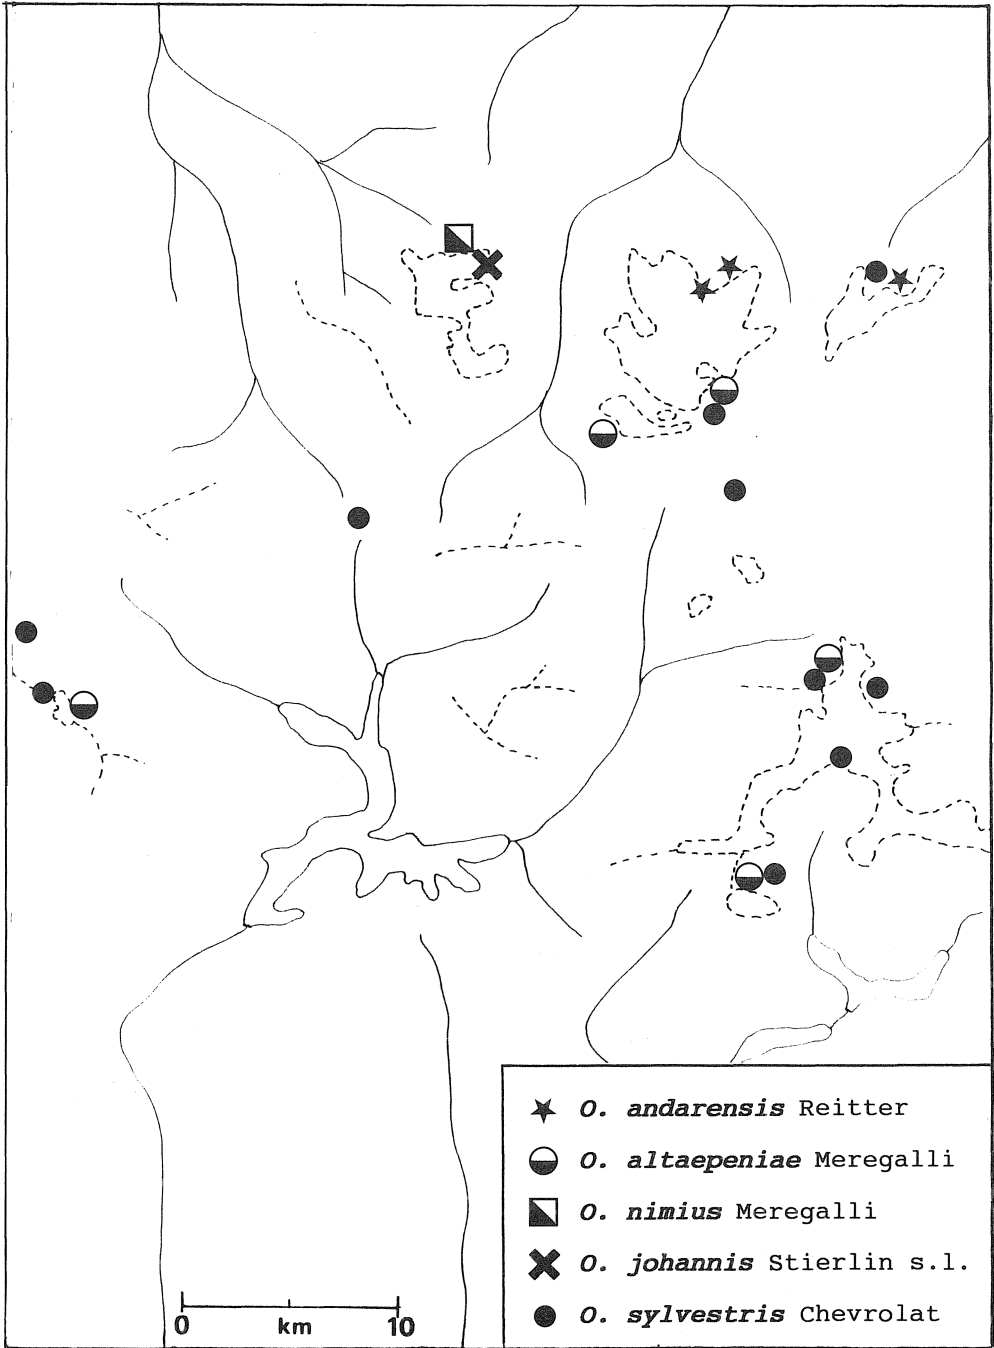 O. andarensis Reitter
O. altaepeniae Meregalli
O. nimius Meregalli
O. johannis Stierlin s.l.
O. sylvestris Chevrolat
0 km 10